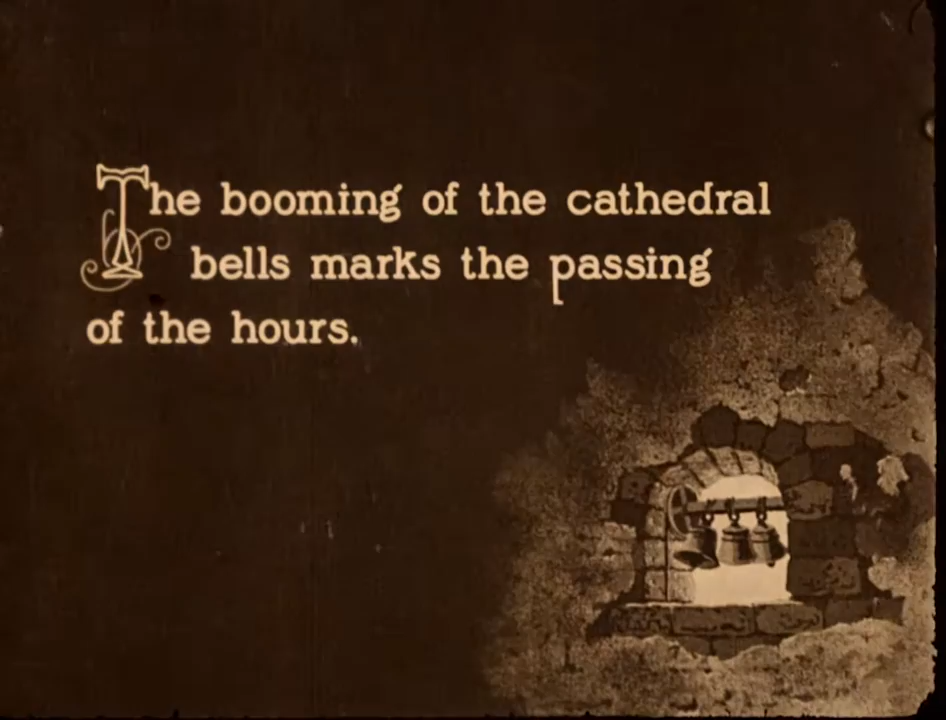 The booming of the cathedral
bells marks the passing
of the hours.